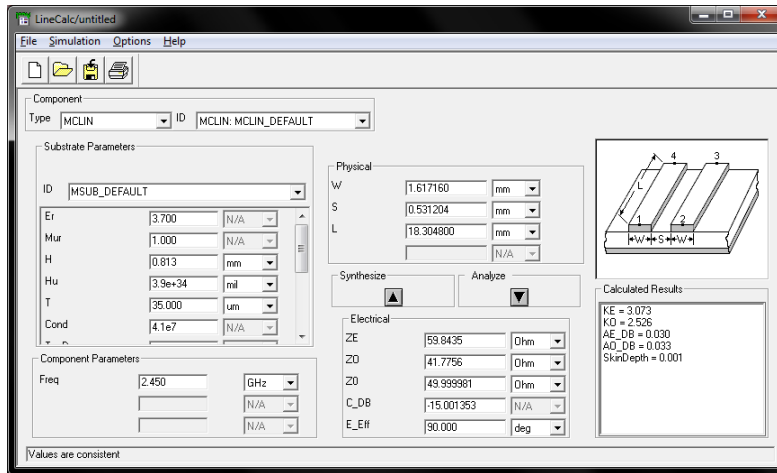 LineCalc/untitled
File Simulation Options Help
Component
Type MCLIN ID MCLIN: MCLIN_DEFAULT
Substrate Parameters
ID MSUB_DEFAULT
Er 3.700 N/A
Mur 1.000 N/A
H 0.813 mm
Hu 3.9e+34 mil
T 35.000 um
Cond 4.1e7 N/A
Component Parameters
Freq 2.450 GHz
N/A
N/A
Physical
W 1.617160 mm
S 0.531204 mm
L 18.304800 mm
N/A
Synthesize Analyze
Electrical
ZE 59.8435 Ohm
ZO 41.7756 Ohm
Z0 49.999981 Ohm
C_DB -15.001353 N/A
E_Eff 90.000 deg
4 3
L
1 2
W S W
Calculated Results
KE = 3.073
KO = 2.526
AE_DB = 0.030
AO_DB = 0.033
SkinDepth = 0.001
Values are consistent